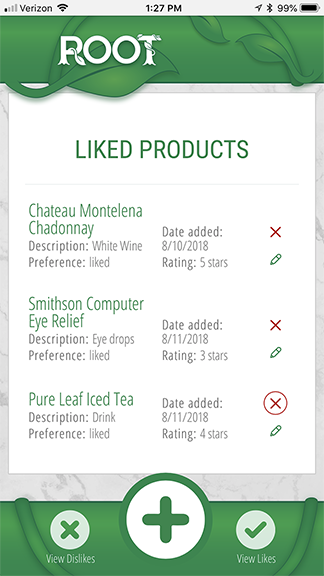 Verizon 1:27 PM 99%
ROOT
LIKED PRODUCTS
Chateau Montelena
Chadonnay
Description: White Wine
Preference: liked
Date added:
8/10/2018
Rating: 5 stars
Smithson Computer
Eye Relief
Description: Eye drops
Preference: liked
Date added:
8/11/2018
Rating: 3 stars
Pure Leaf Iced Tea
Description: Drink
Preference: liked
Date added:
8/11/2018
Rating: 4 stars
View Dislikes
View Likes